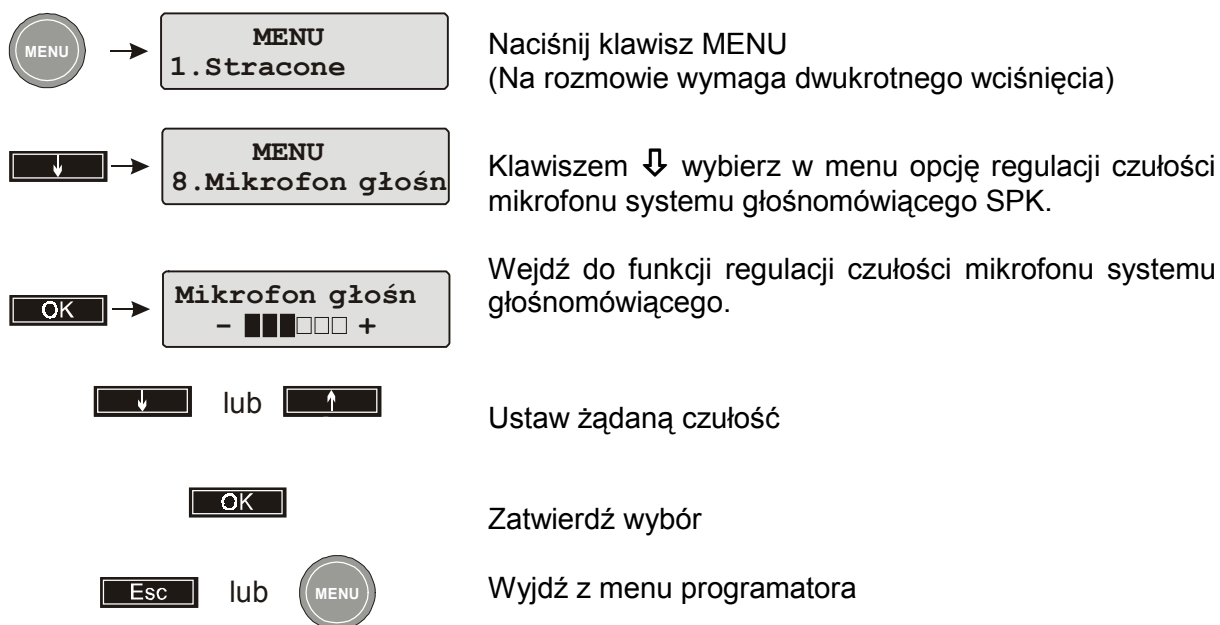 MENU
MENU
1.Stracone
Naciśnij klawisz MENU
(Na rozmowie wymaga dwukrotnego wciśnięcia)
MENU
8.Mikrofon głośn
Klawiszem ⇩ wybierz w menu opcję regulacji czułości
mikrofonu systemu głośnomówiącego SPK.
OK
Mikrofon głośn
- +
Wejdź do funkcji regulacji czułości mikrofonu systemu
głośnomówiącego.
lub
Ustaw żądaną czułość
OK
Zatwierdź wybór
Esc lub MENU
Wyjdź z menu programatora